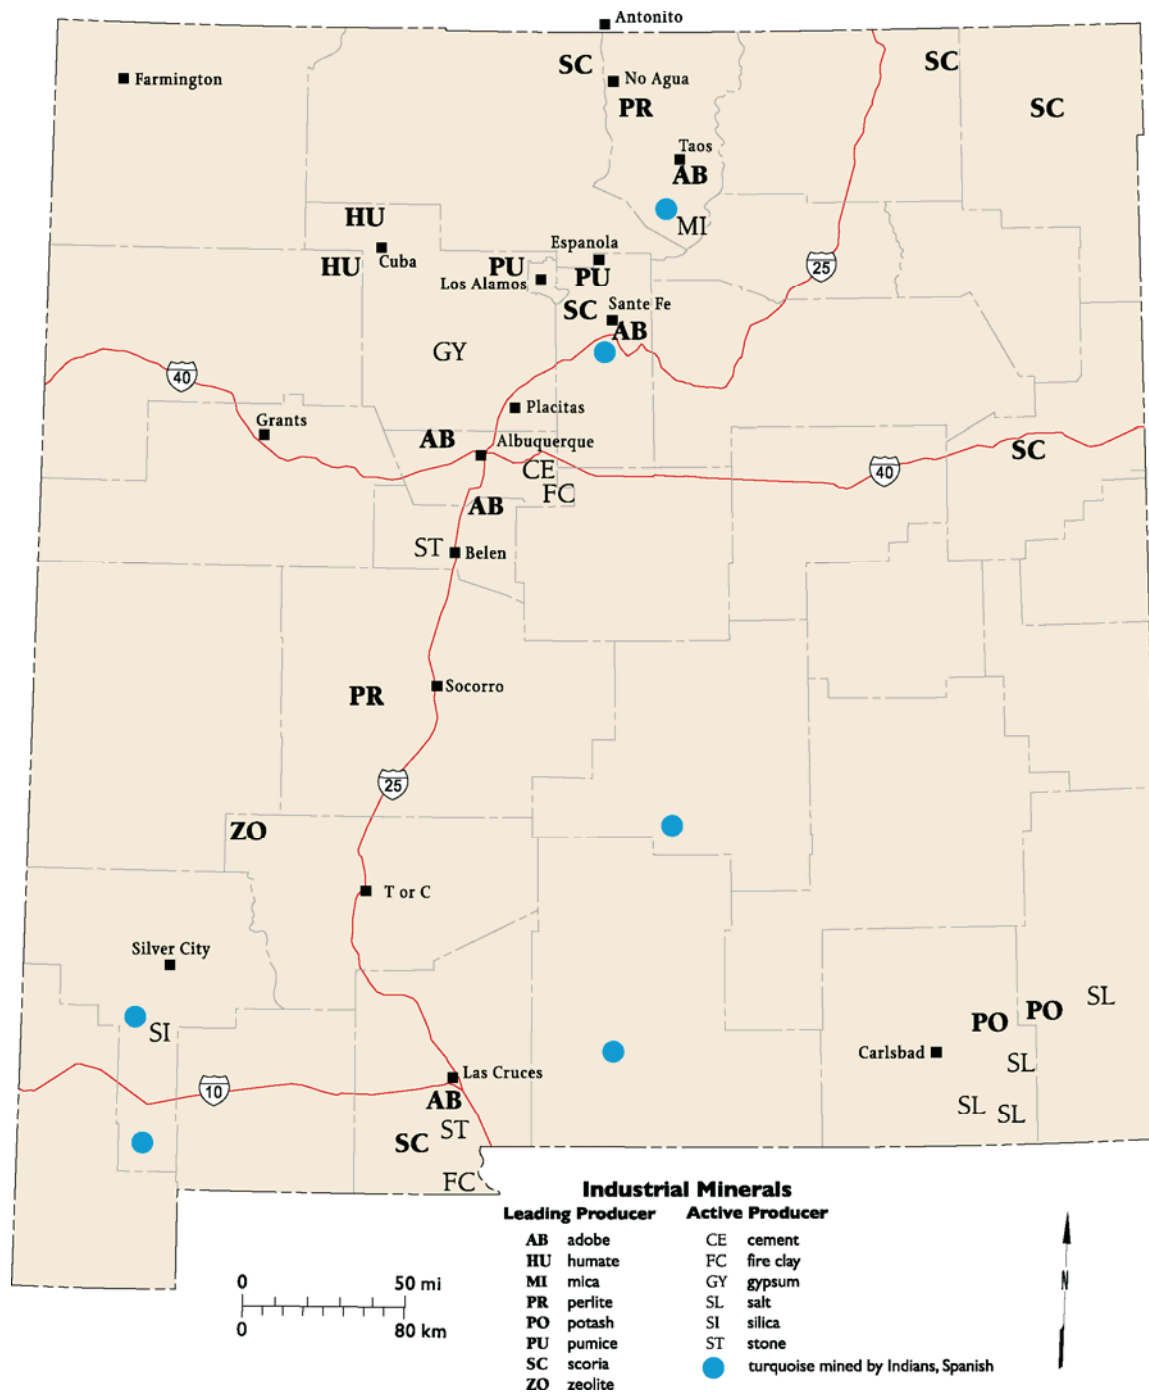 Antonito
SC
SC
Farmington
No Agua
SC
PR
Taos
AB
HU
MI
Cuba
HU
Espanola
PU
Los Alamos
PU
25
SC
Sante Fe
AB
GY
40
Placitas
Grants
AB
Albuquerque
SC
CE
40
FC
AB
ST
Belen
PR
Socorro
25
ZO
T or C
Silver City
SL
PO
PO
SI
Carlsbad
SL
Las Cruces
10
AB
SL
SL
ST
SC
FC
Industrial Minerals
Leading Producer
AB adobe
HU humate
MI mica
PR perlite
PO potash
PU pumice
SC scoria
ZO zeolite
Active Producer
CE cement
FC fire clay
GY gypsum
SL salt
SI silica
ST stone
turquoise mined by Indians, Spanish
0 50 mi
0 80 km
N